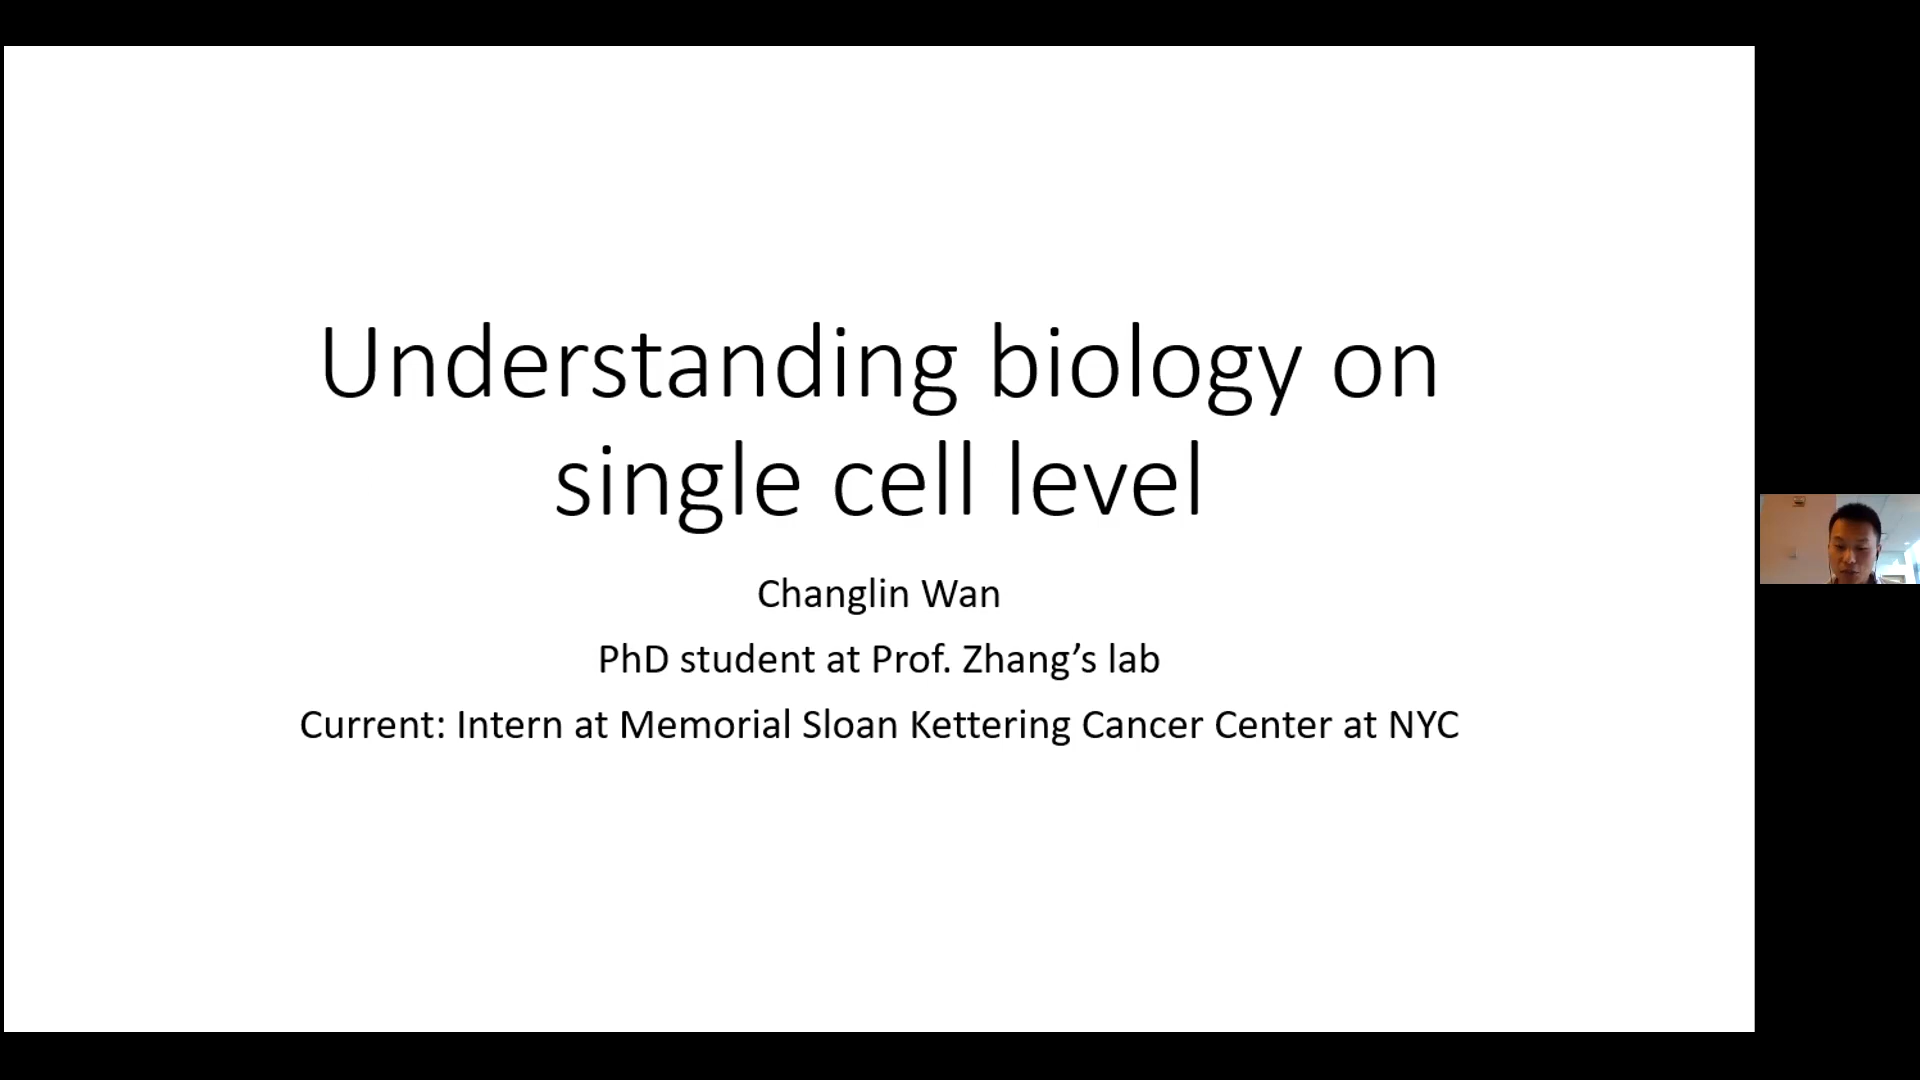 Understanding biology on
single cell level
Changlin Wan
PhD student at Prof. Zhang’s lab
Current: Intern at Memorial Sloan Kettering Cancer Center at NYC